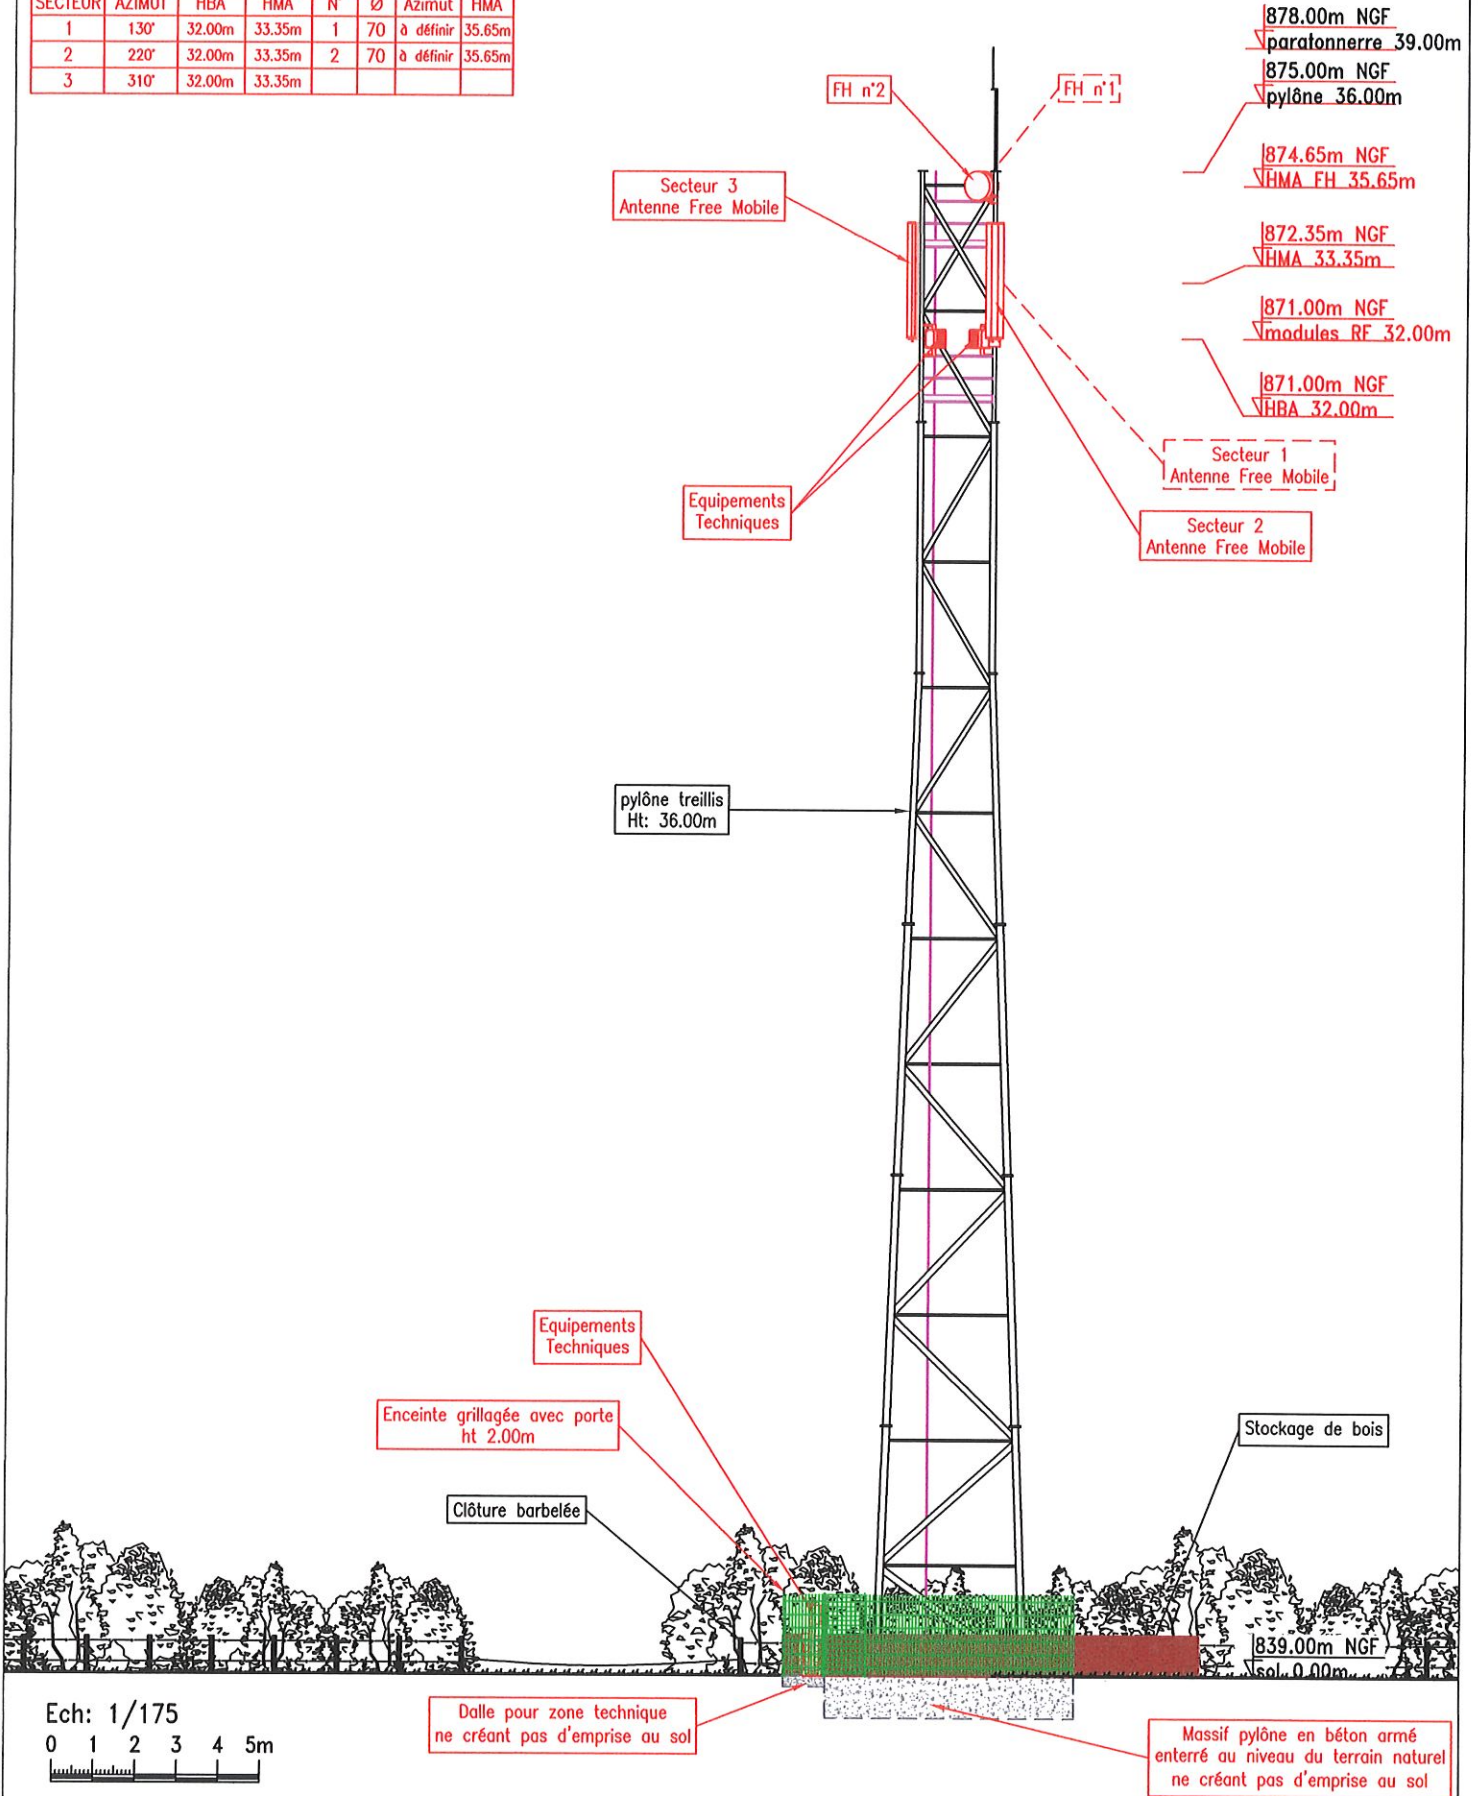 SECTEUR AZIMUT HBA HMA N° Ø Azimut HMA
1 130° 32.00m 33.35m 1 70 à définir 35.65m
2 220° 32.00m 33.35m 2 70 à définir 35.65m
3 310° 32.00m 33.35m
878.00m NGF
paratonnerre 39.00m
875.00m NGF
pylône 36.00m
FH n°2
FH n°1
874.65m NGF
HMA FH 35.65m
Secteur 3
Antenne Free Mobile
872.35m NGF
HMA 33.35m
871.00m NGF
modules RF 32.00m
871.00m NGF
HBA 32.00m
Secteur 1
Antenne Free Mobile
Equipements
Techniques
Secteur 2
Antenne Free Mobile
pylône treillis
Ht: 36.00m
Equipements
Techniques
Enceinte grillagée avec porte
ht 2.00m
Stockage de bois
Clôture barbelée
839.00m NGF
sol 0.00m
Ech: 1/175
0 1 2 3 4 5m
Dalle pour zone technique
ne créant pas d'emprise au sol
Massif pylône en béton armé
enterré au niveau du terrain naturel
ne créant pas d'emprise au sol